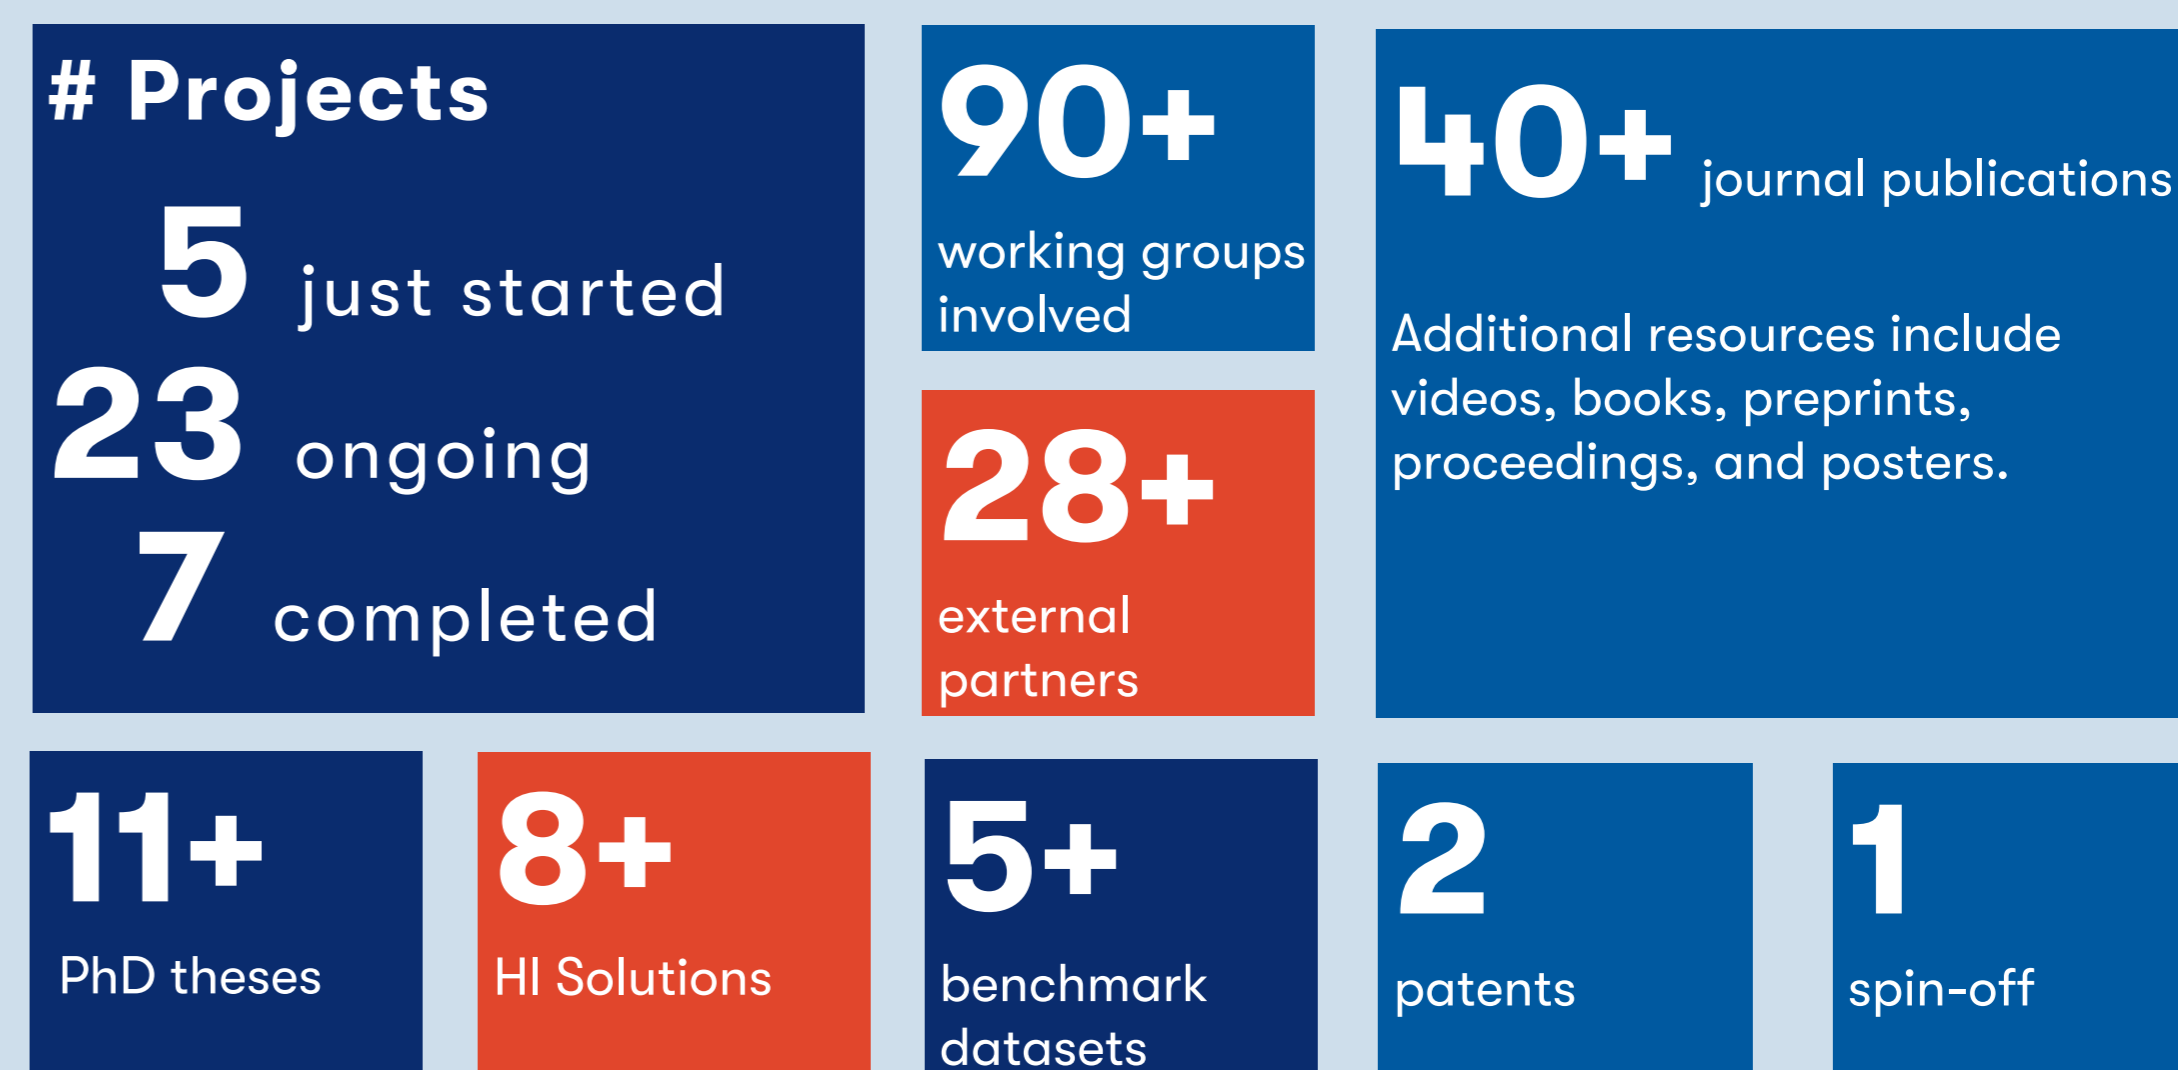 # Projects
5 just started
23 ongoing
7 completed
90+
working groups
involved
28+
external
partners
40+ journal publications
Additional resources include
videos, books, preprints,
proceedings, and posters.
11+
PhD theses
8+
HI Solutions
5+
benchmark
datasets
2
patents
1
spin-off